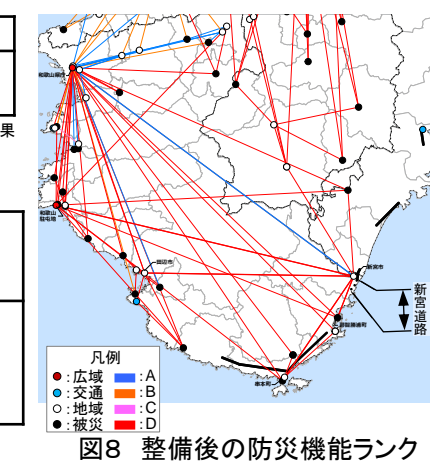 果
和歌山県庁
和歌山
駐屯地
田辺市
新宮市
那智勝浦町
串本町
新宮道路
凡例
●:広域 :A
●:交通 :B
○:地域 :C
●:被災 :D
図8 整備後の防災機能ランク